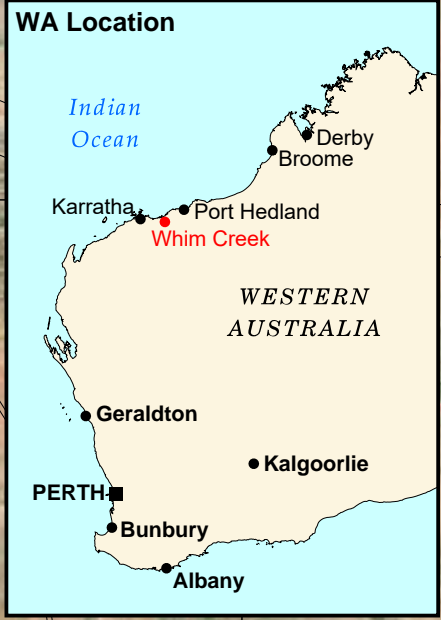 WA Location
Indian
Ocean
Derby
Broome
Karratha
Port Hedland
Whim Creek
WESTERN
AUSTRALIA
Geraldton
Kalgoorlie
PERTH
Bunbury
Albany